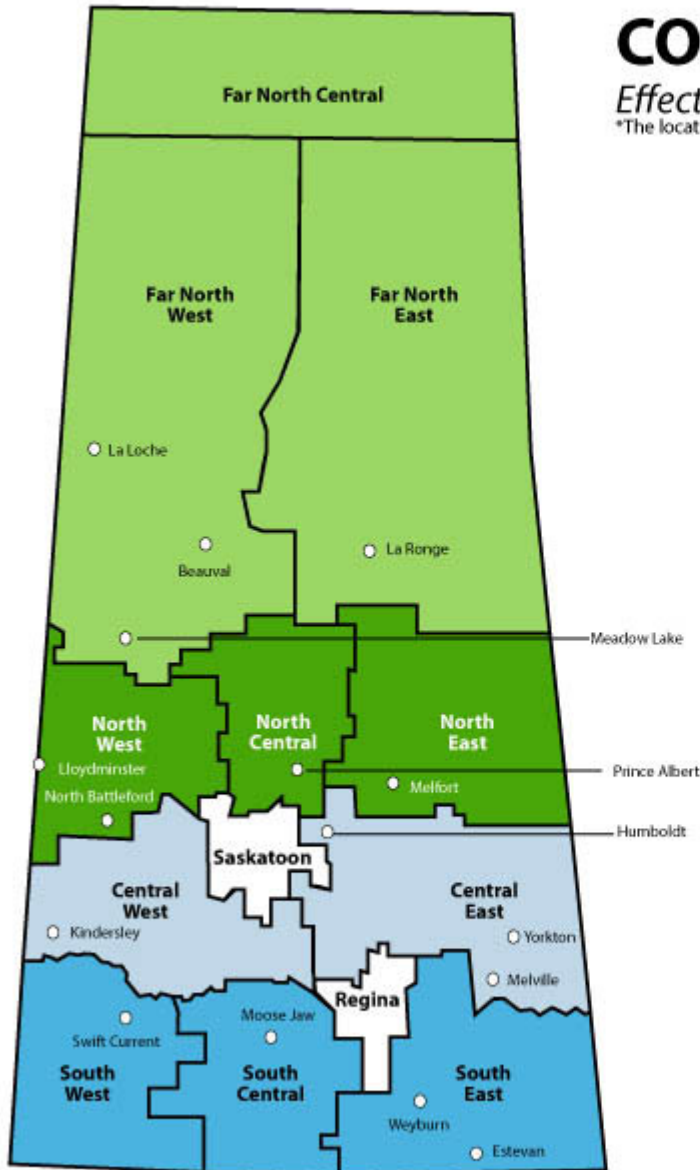 CO
Effect
*The locat
Far North Central
Far North
West
Far North
East
La Loche
La Ronge
Beauval
Meadow Lake
North
West
North
Central
North
East
Lloydminster
Prince Albert
North Battleford
Melfort
Humboldt
Saskatoon
Central
West
Central
East
Kindersley
Yorkton
Melville
Regina
Moose Jaw
Swift Current
South
West
South
Central
South
East
Weyburn
Estevan